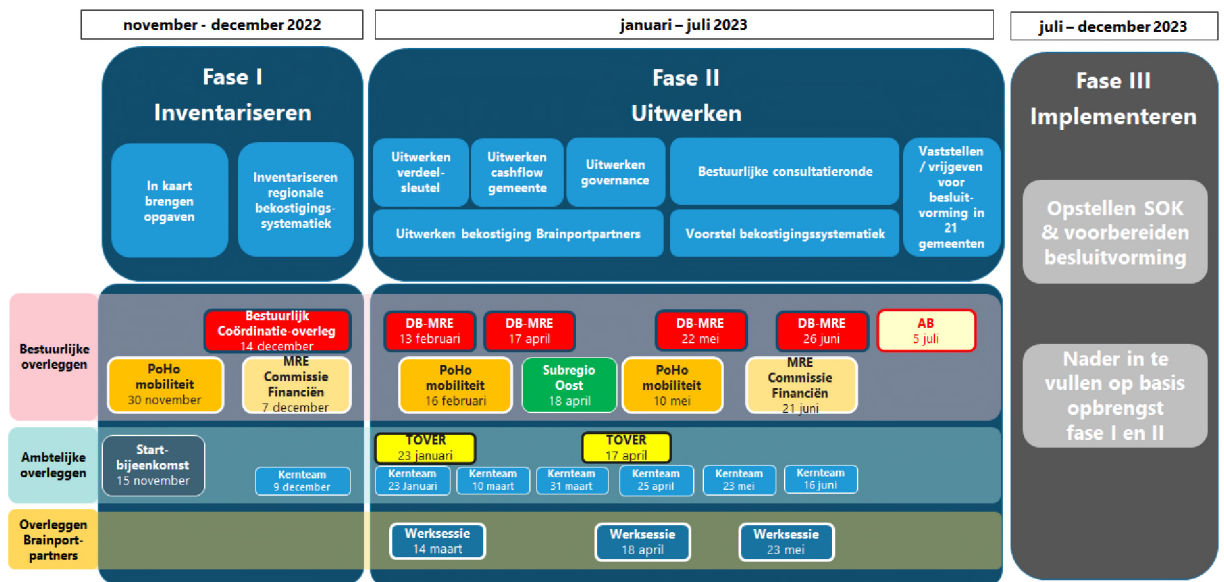 november - december 2022
januari – juli 2023
juli – december 2023
Fase I
Inventariseren
In kaart
brengen
opgaven
Inventariseren
regionale
bekostigings-
systematiek
Fase II
Uitwerken
Uitwerken
verdeel-
sleutel
Uitwerken
cashflow
gemeente
Uitwerken
governance
Bestuurlijke consultatieronde
Uitwerken bekostiging Brainportpartners
Voorstel bekostigingssystematiek
Vaststellen
/ vrijgeven
voor
besluit-
vorming in
21
gemeenten
Fase III
Implementeren
Opstellen SOK
& voorbereiden
besluitvorming
Nader in te
vullen op basis
opbrengst
fase I en II
Bestuurlijke
overleggen
Bestuurlijk
Coördinatie-overleg
14 december
DB-MRE
13 februari
DB-MRE
17 april
DB-MRE
22 mei
DB-MRE
26 juni
AB
5 juli
PoHo
mobiliteit
30 november
MRE
Commissie
Financiën
7 december
PoHo
mobiliteit
16 februari
Subregio
Oost
18 april
PoHo
mobiliteit
10 mei
MRE
Commissie
Financiën
21 juni
Ambtelijke
overleggen
Start-
bijeenkomst
15 november
TOVER
23 januari
TOVER
17 april
Kernteam
9 december
Kernteam
23 Januari
Kernteam
10 maart
Kernteam
31 maart
Kernteam
25 april
Kernteam
23 mei
Kernteam
16 juni
Overleggen
Brainport-
partners
Werksessie
14 maart
Werksessie
18 april
Werksessie
23 mei